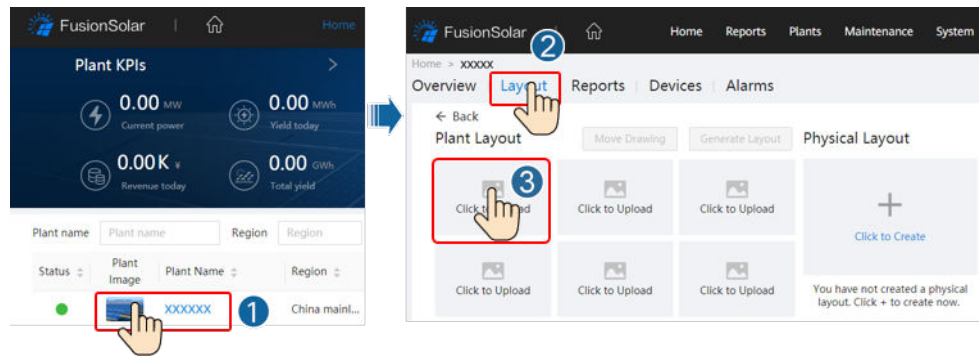 FusionSolar
Home
Plant KPIs >
0.00 MW
Current power
0.00 MWh
Yield today
0.00K ¥
Revenue today
0.00 GWh
Total yield
Plant name
Plant name
Region
Region
Status
Plant Image
Plant Name
Region
XXXXXX
China mainl...
1
FusionSolar
Home Reports Plants Maintenance System
2
Home > XXXXX
Overview Layout Reports Devices Alarms
← Back
Plant Layout
Move Drawing
Generate Layout
Physical Layout
3
Click to Upload
Click to Upload
Click to Upload
+
Click to Create
Click to Upload
Click to Upload
Click to Upload
You have not created a physical
layout. Click + to create now.